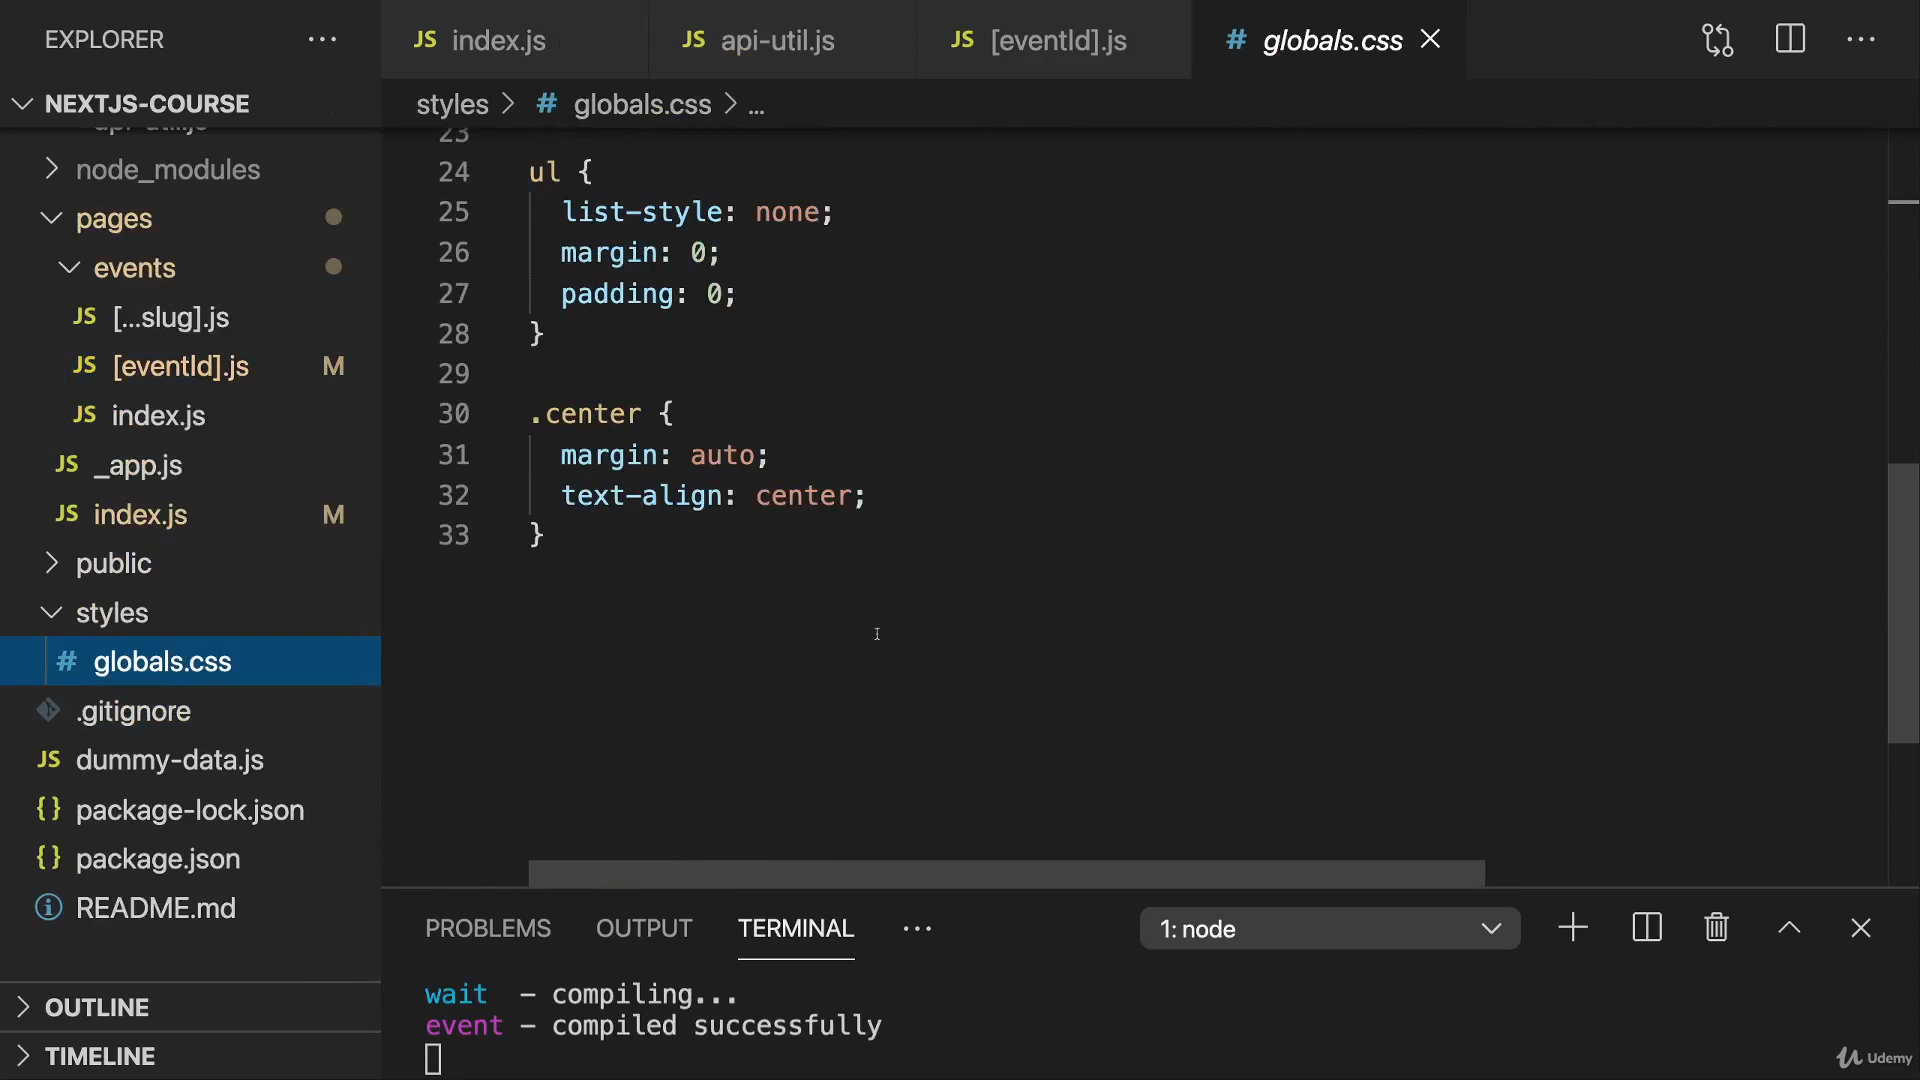 EXPLORER
NEXTJS-COURSE
api-util.js
node_modules
pages
events
JS [...slug].js
JS [eventId].js M
JS index.js
JS _app.js
JS index.js M
public
styles
# globals.css
.gitignore
JS dummy-data.js
{} package-lock.json
{} package.json
README.md
OUTLINE
TIMELINE
JS index.js
JS api-util.js
JS [eventId].js
# globals.css
styles > # globals.css > ...
23
24 ul {
25 list-style: none;
26 margin: 0;
27 padding: 0;
28 }
29
30 .center {
31 margin: auto;
32 text-align: center;
33 }
PROBLEMS OUTPUT TERMINAL ...
1: node
wait - compiling...
event - compiled successfully
Udemy